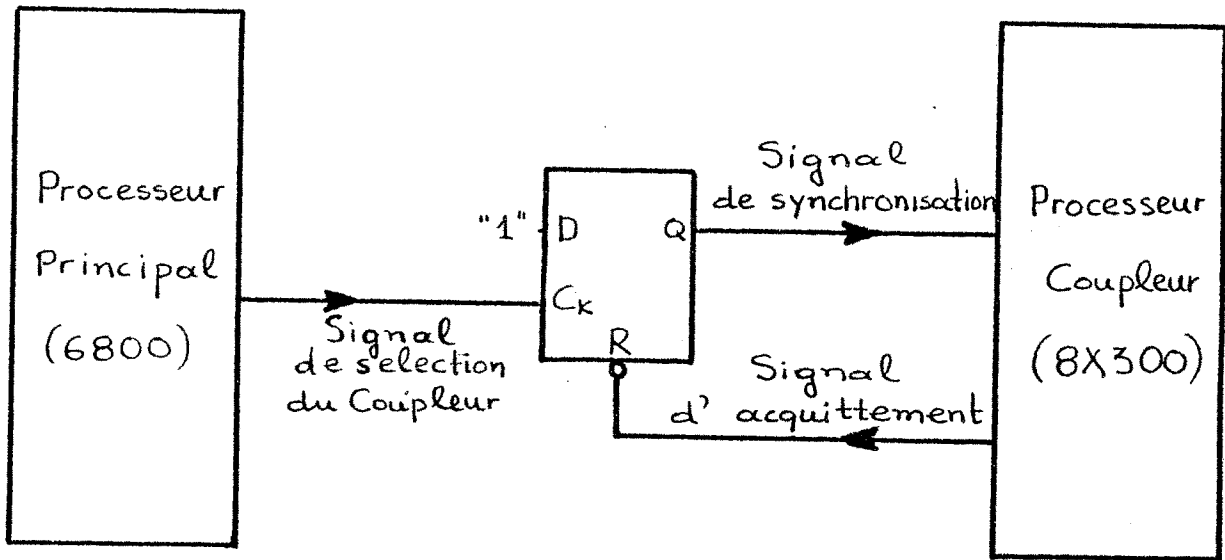 Processeur
Principal
(6800)
Signal
de sélection
du Coupleur
"1"
D
Q
CK
R
Signal
de synchronisation
Signal
d' acquittement
Processeur
Coupleur
(8X300)